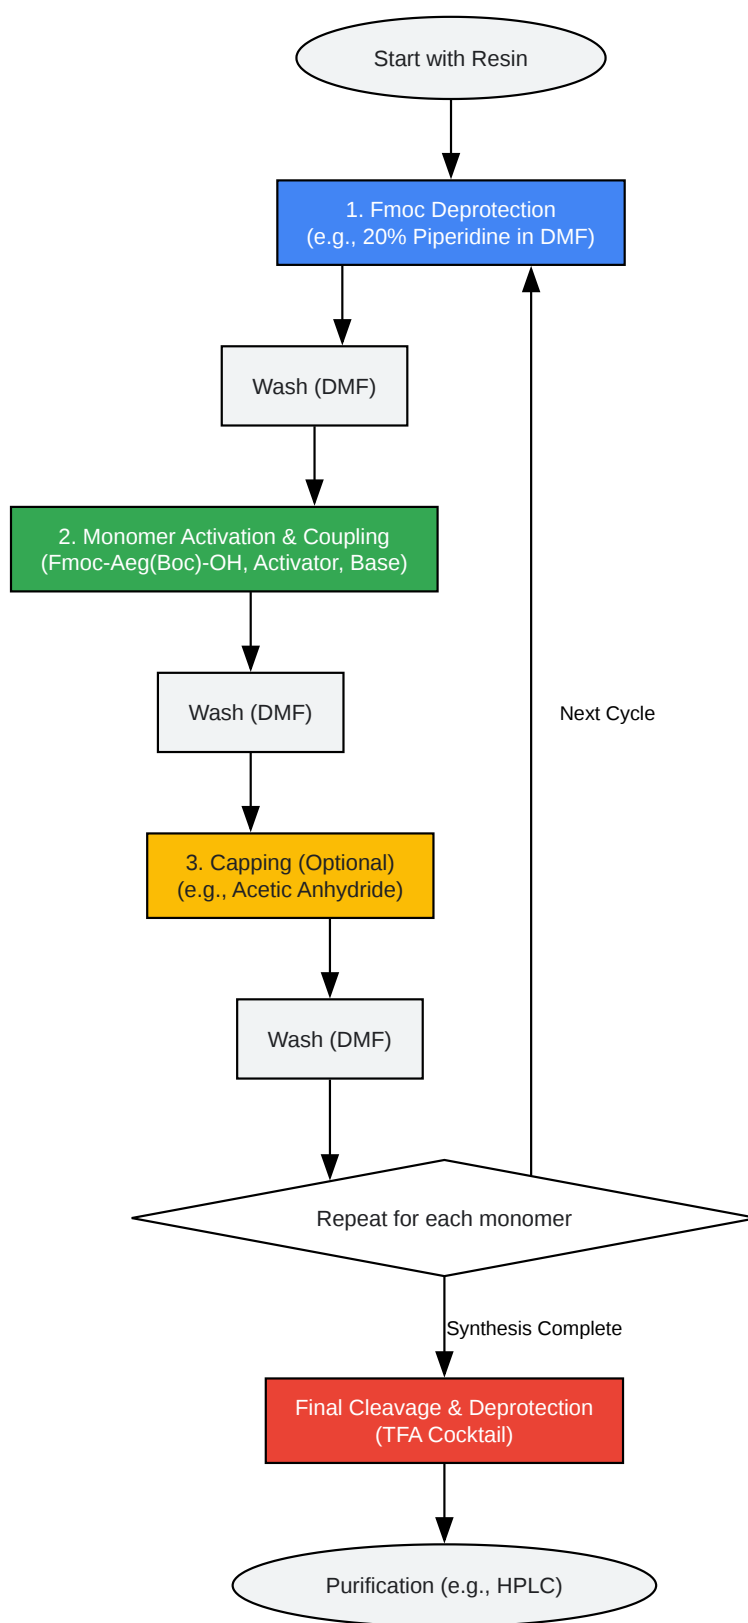 Start with Resin
1. Fmoc Deprotection
(e.g., 20% Piperidine in DMF)
Wash (DMF)
2. Monomer Activation & Coupling
(Fmoc-Aeg(Boc)-OH, Activator, Base)
Wash (DMF)
Next Cycle
3. Capping (Optional)
(e.g., Acetic Anhydride)
Wash (DMF)
Repeat for each monomer
Synthesis Complete
Final Cleavage & Deprotection
(TFA Cocktail)
Purification (e.g., HPLC)